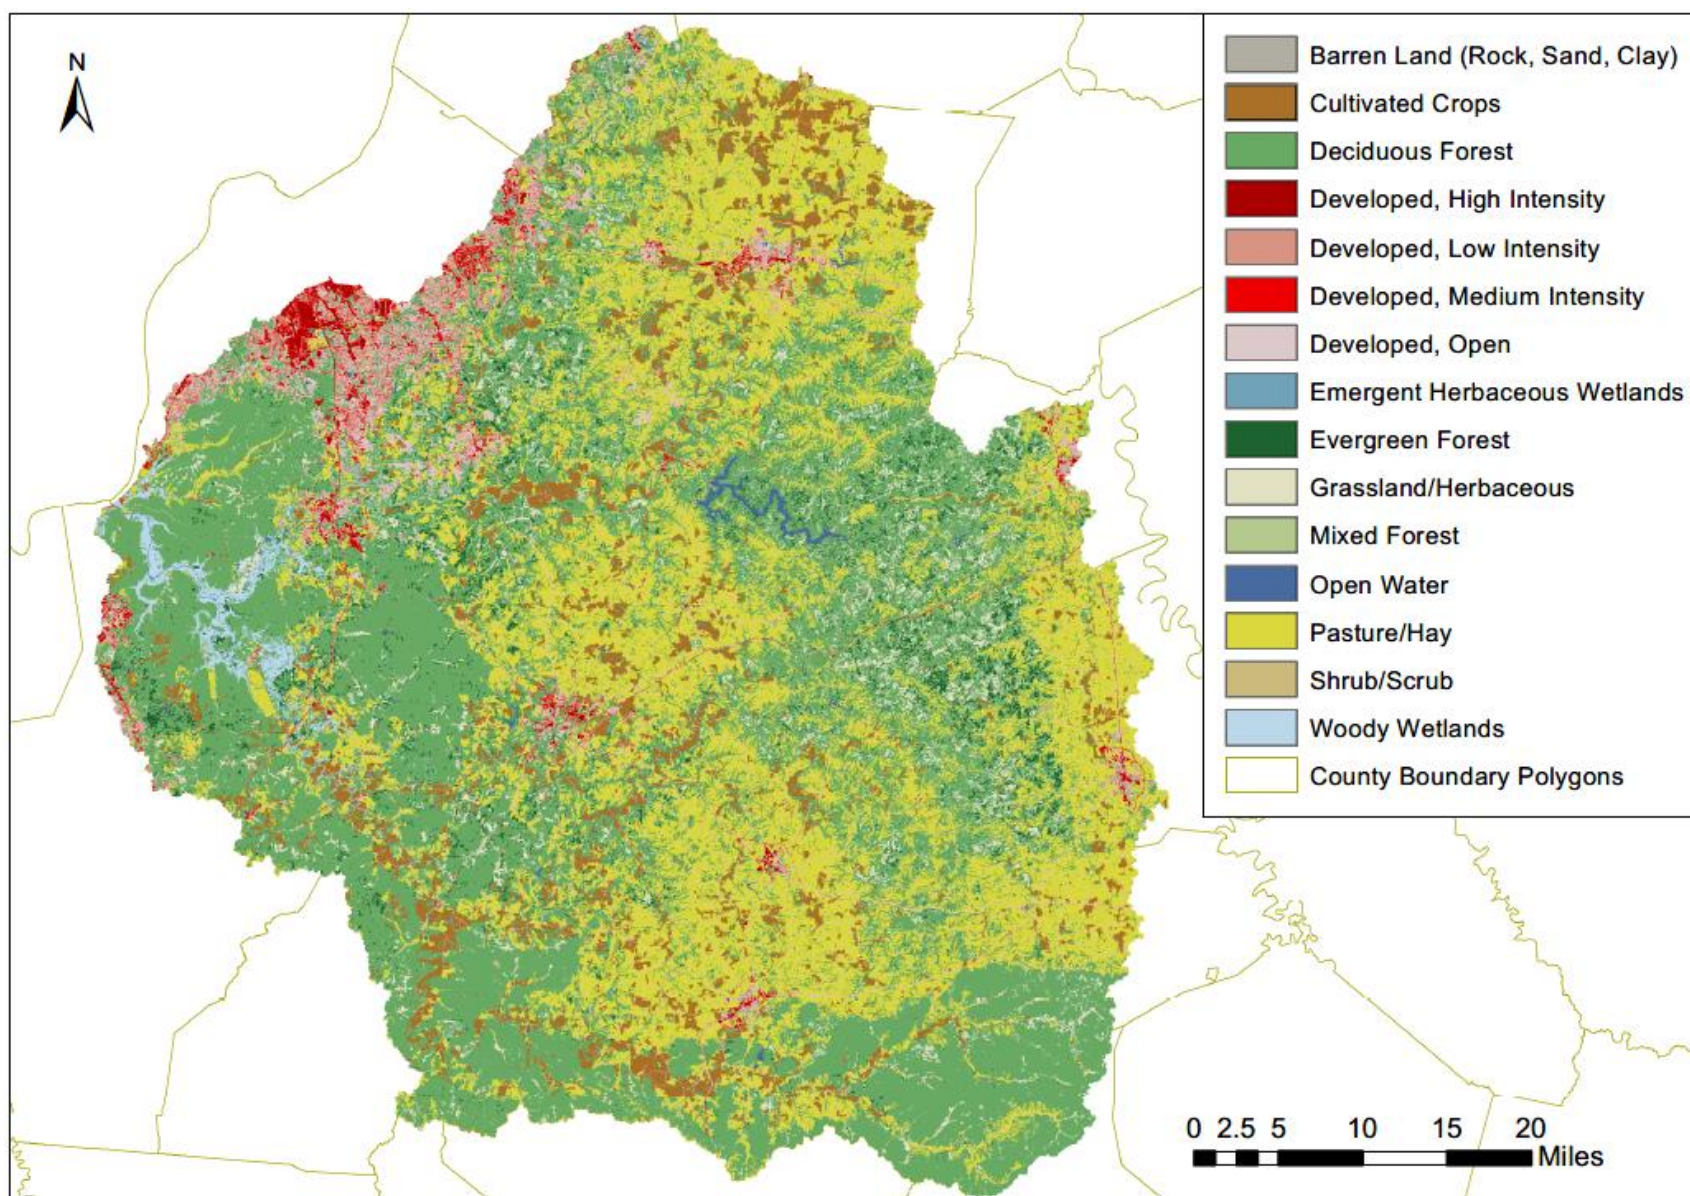 N
Barren Land (Rock, Sand, Clay)
Cultivated Crops
Deciduous Forest
Developed, High Intensity
Developed, Low Intensity
Developed, Medium Intensity
Developed, Open
Emergent Herbaceous Wetlands
Evergreen Forest
Grassland/Herbaceous
Mixed Forest
Open Water
Pasture/Hay
Shrub/Scrub
Woody Wetlands
County Boundary Polygons
0 2.5 5 10 15 20
Miles